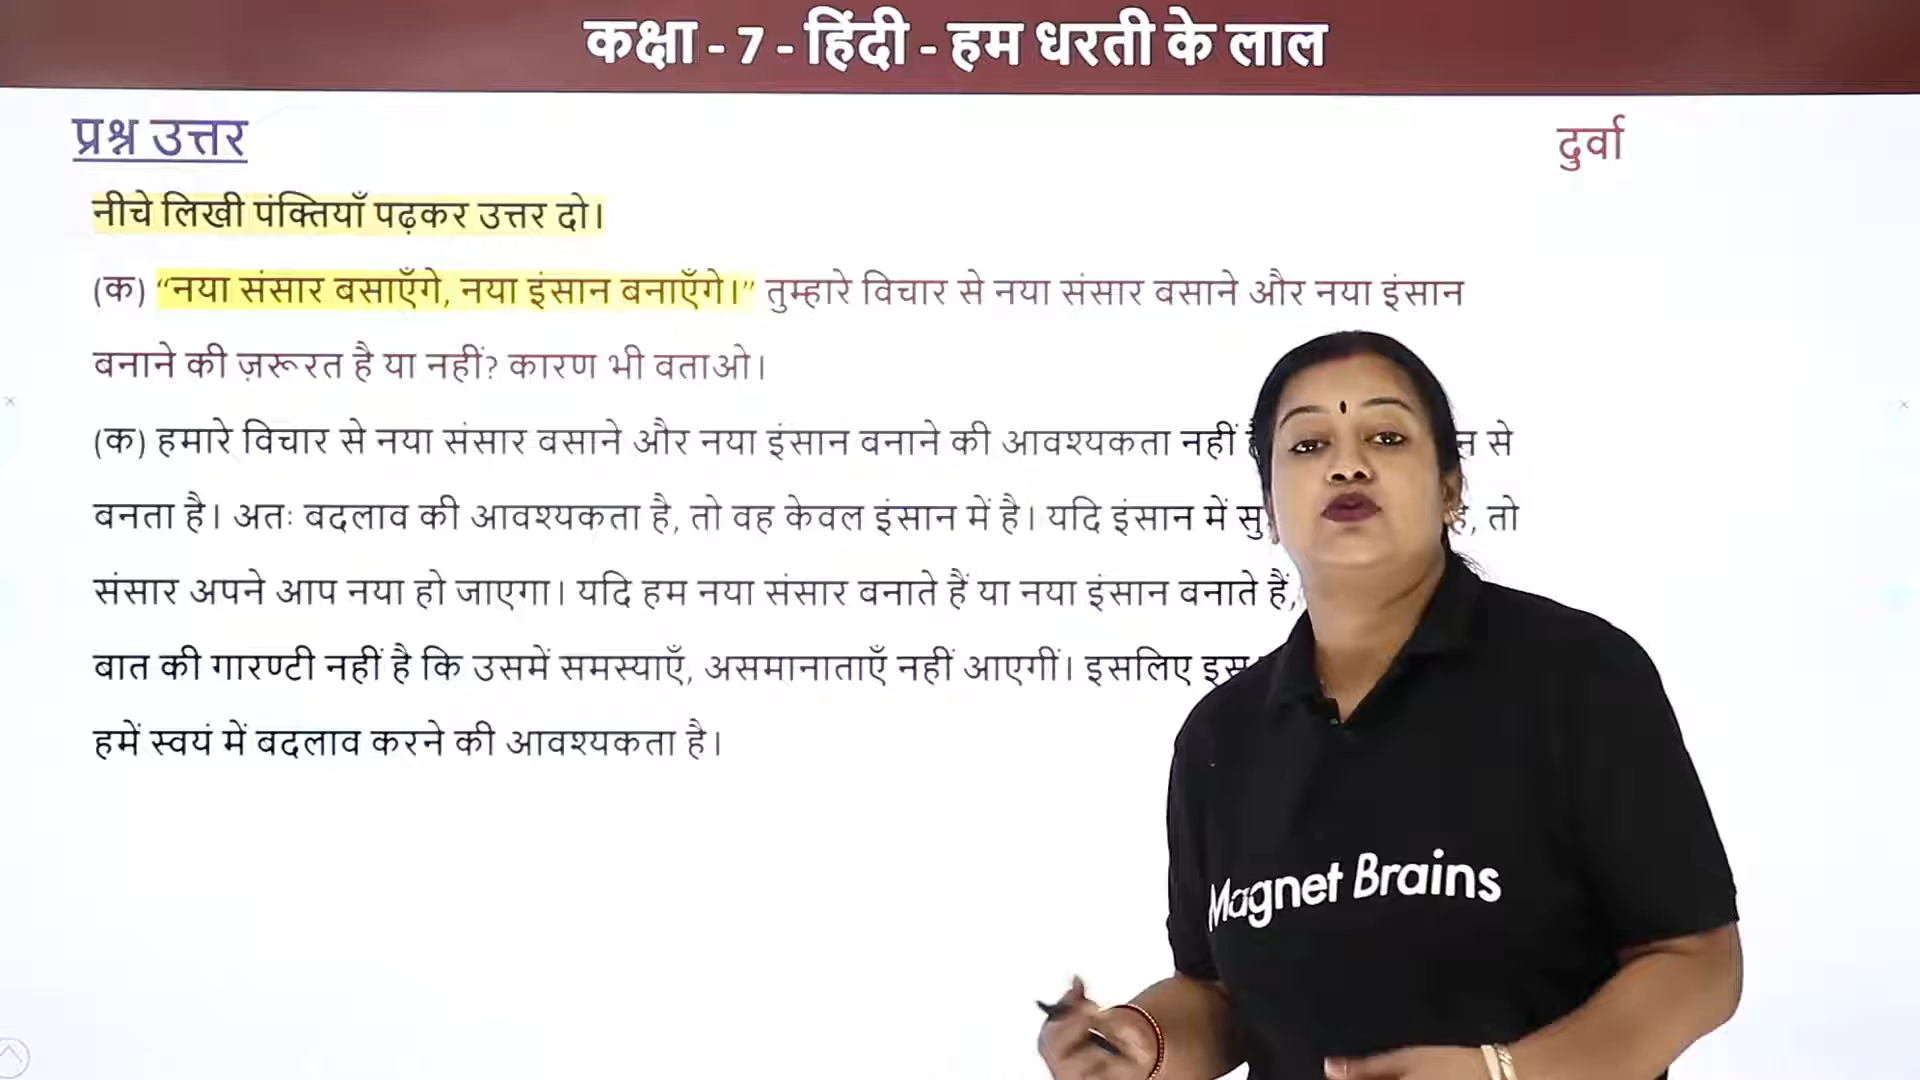 कक्षा - 7 - हिंदी - हम धरती के लाल
प्रश्न उत्तर
दुर्वा
नीचे लिखी पंक्तियाँ पढ़कर उत्तर दो।
(क) “नया संसार बसाएँगे, नया इंसान बनाएँगे।” तुम्हारे विचार से नया संसार बसाने और नया इंसान
बनाने की ज़रूरत है या नहीं? कारण भी बताओ।
(क) हमारे विचार से नया संसार बसाने और नया इंसान बनाने की आवश्यकता नहीं से
बनता है। अतः बदलाव की आवश्यकता है, तो वह केवल इंसान में है। यदि इंसान में है, तो
संसार अपने आप नया हो जाएगा। यदि हम नया संसार बनाते हैं या नया इंसान बनाते हैं,
बात की गारण्टी नहीं है कि उसमें समस्याएँ, असमानाताएँ नहीं आएगीं। इसलिए इस
हमें स्वयं में बदलाव करने की आवश्यकता है।
Magnet Brains